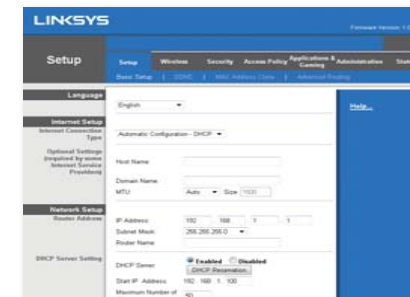 LINKSYS
Firmware Version: 1.0
Setup
Setup Wireless Security Access Policy Applications & Gaming Administration
Basic Setup | DDNS | MAC Address Clone | Advanced Routing
Language
English
Help...
Internet Setup
Internet Connection Type
Automatic Configuration - DHCP
Optional Settings
(required by some
Internet Service
Providers)
Host Name:
Domain Name:
MTU: Auto Size: 1500
Network Setup
Router Address
IP Address: 192 . 168 . 1 . 1
Subnet Mask: 255.255.255.0
Router Name:
DHCP Server Setting
DHCP Server: Enabled Disabled
DHCP Reservation
Start IP Address: 192 . 168 . 1. 100
Maximum Number of 50